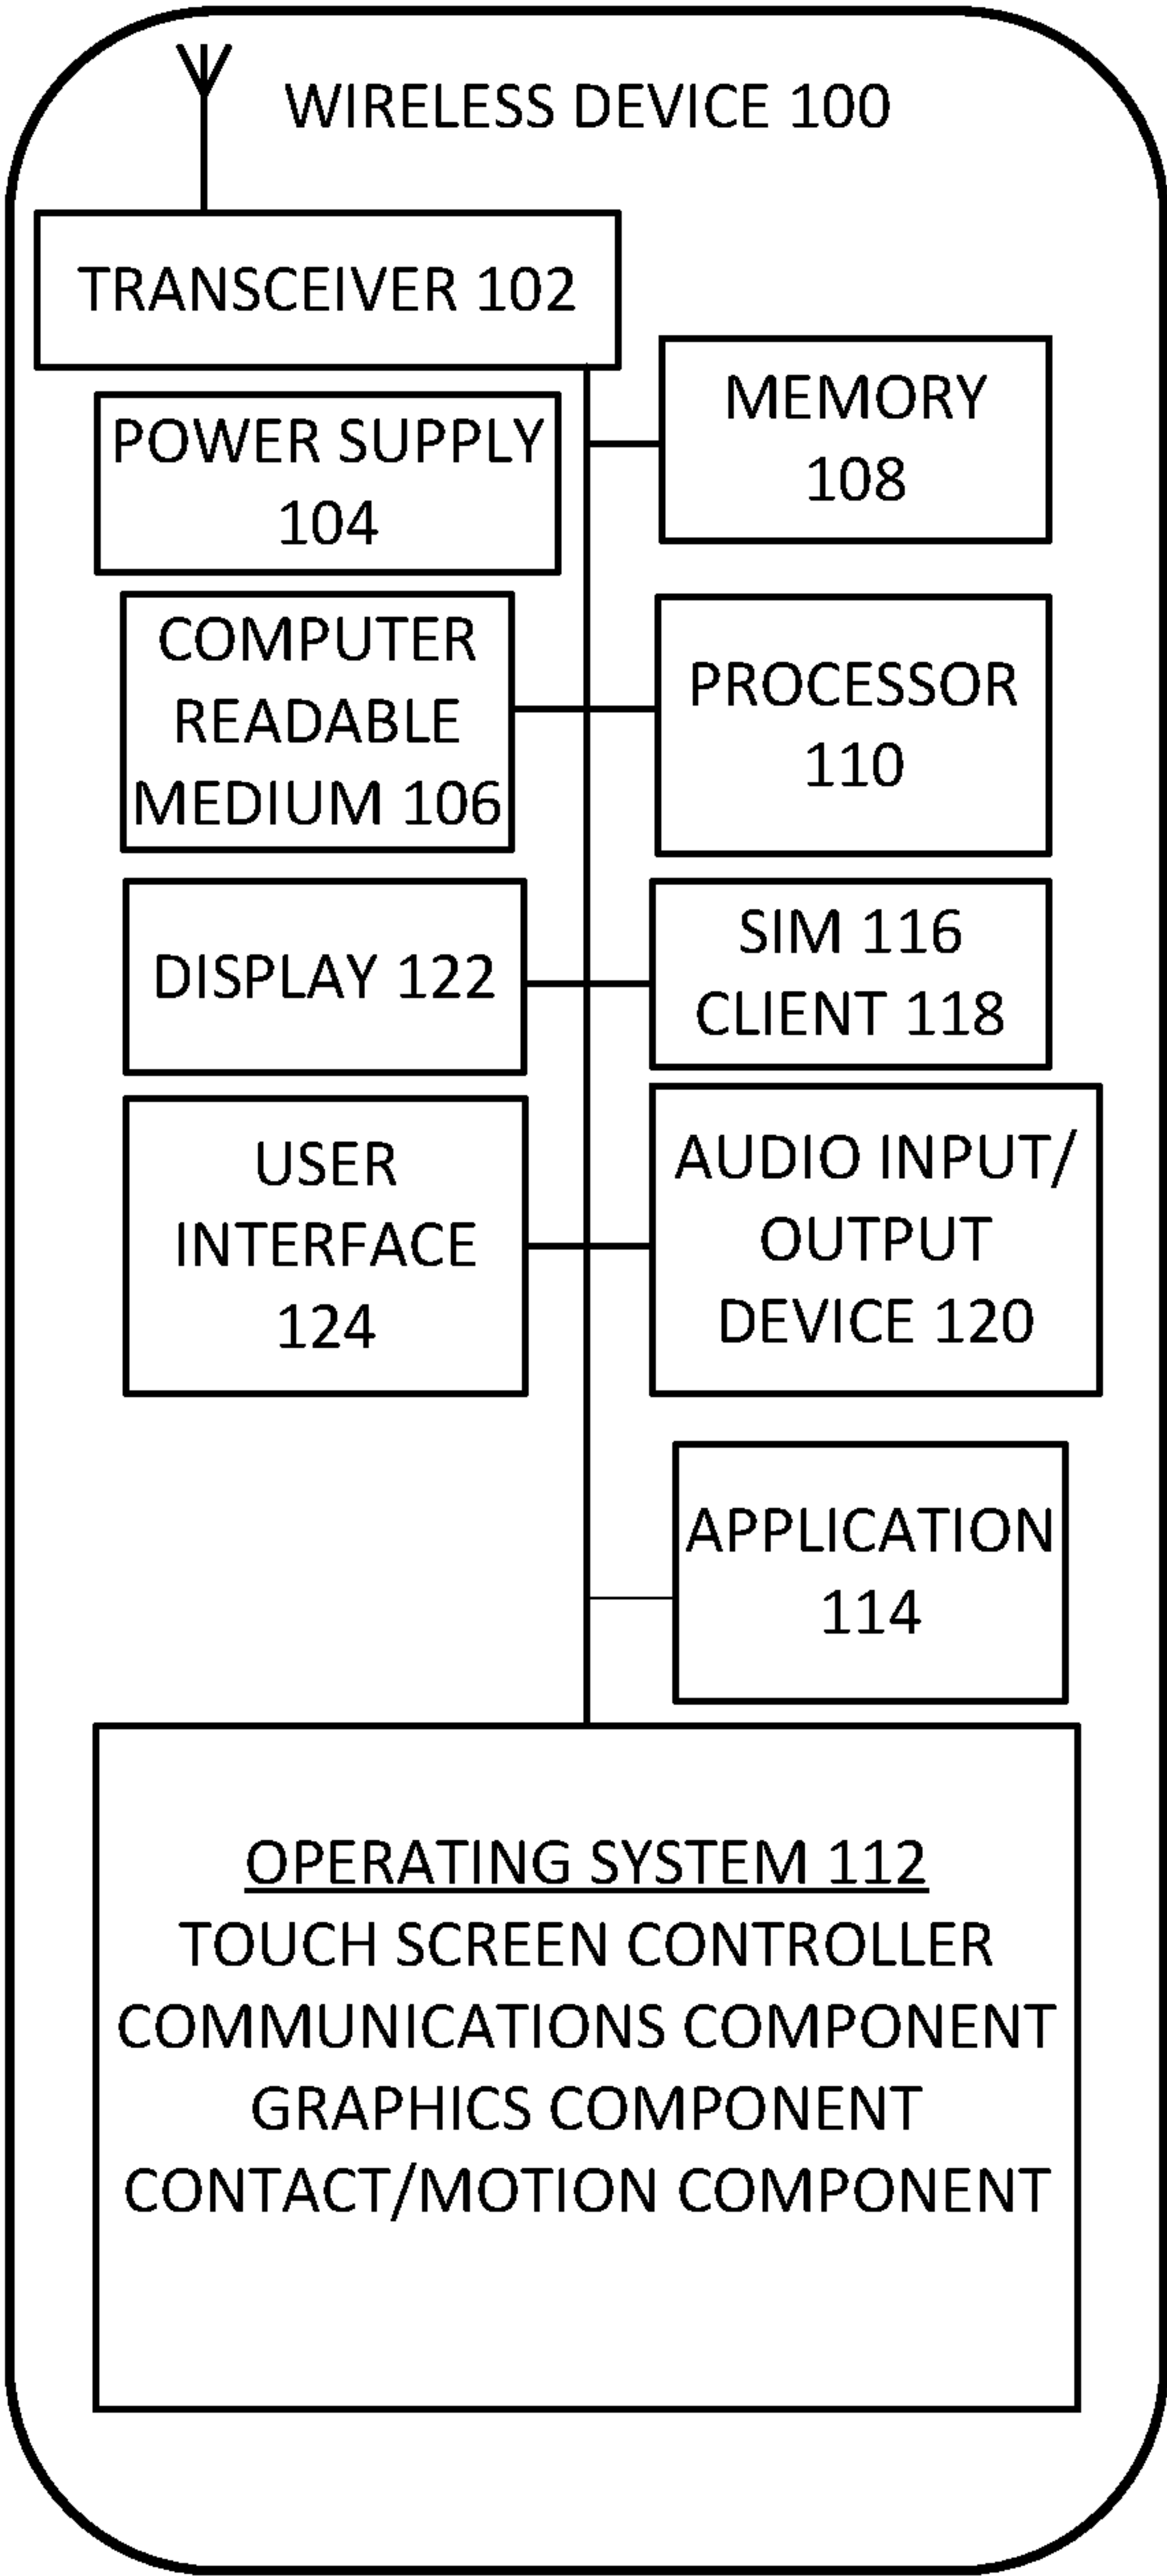 WIRELESS DEVICE 100
TRANSCEIVER 102
MEMORY
108
POWER SUPPLY
104
COMPUTER
READABLE
MEDIUM 106
PROCESSOR
110
DISPLAY 122
SIM 116
CLIENT 118
USER
INTERFACE
124
AUDIO INPUT/
OUTPUT
DEVICE 120
APPLICATION
114
OPERATING SYSTEM 112
TOUCH SCREEN CONTROLLER
COMMUNICATIONS COMPONENT
GRAPHICS COMPONENT
CONTACT/MOTION COMPONENT